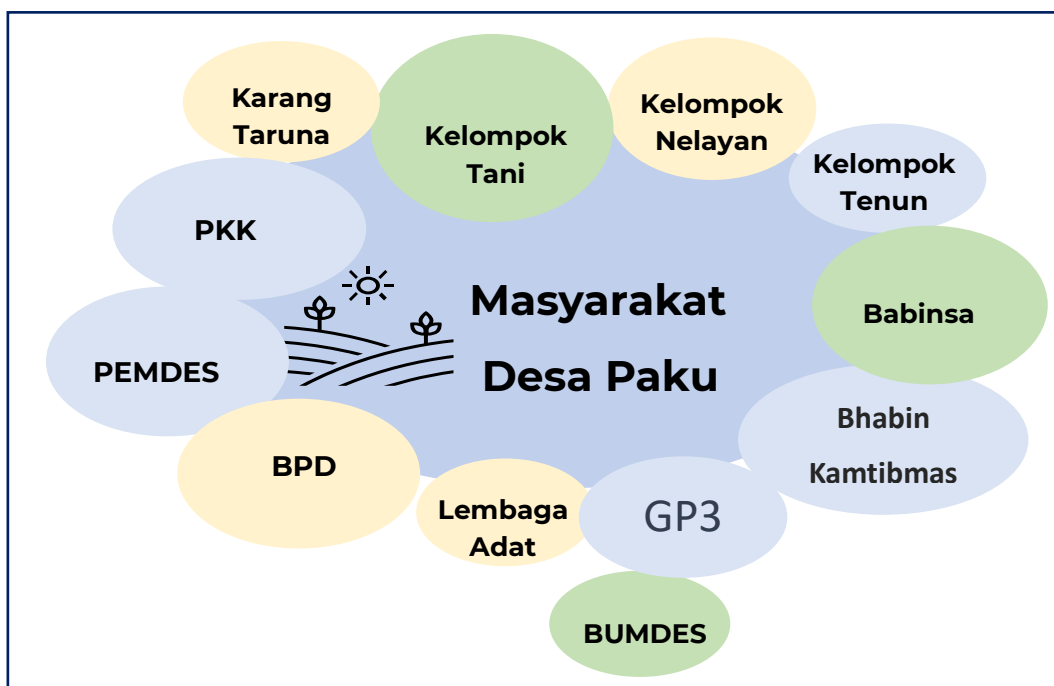 Karang
Taruna
Kelompok
Tani
Kelompok
Nelayan
Kelompok
Tenun
PKK
Masyarakat
Desa Paku
Babinsa
PEMDES
Bhabin
Kamtibmas
BPD
Lembaga
Adat
GP3
BUMDES